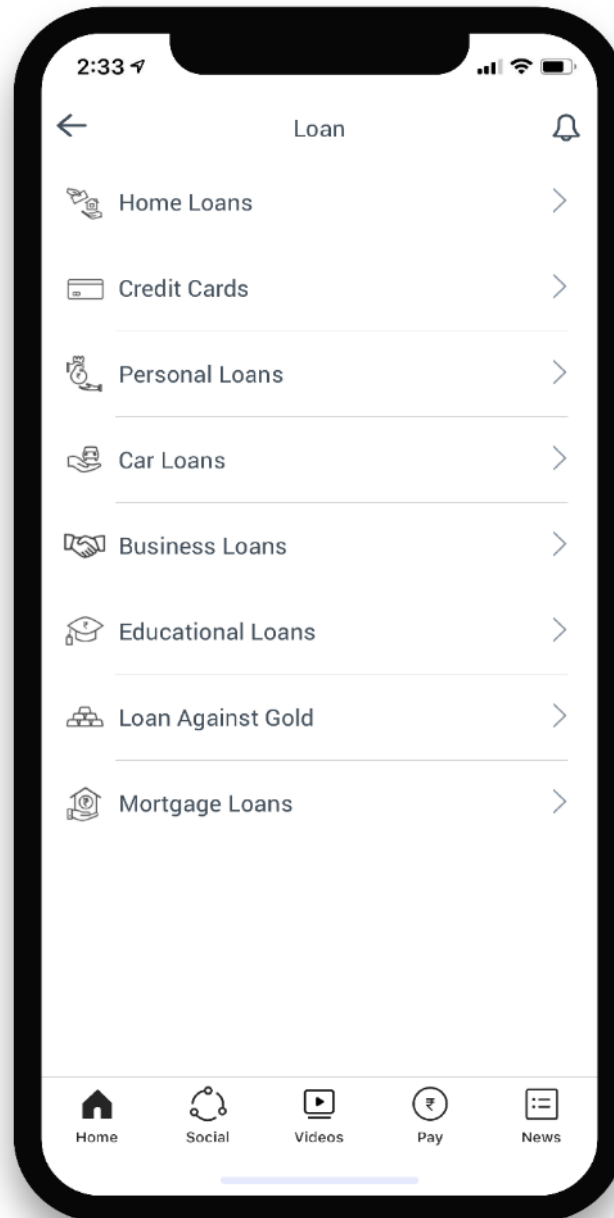 2:33
Loan
Home Loans
Credit Cards
Personal Loans
Car Loans
Business Loans
Educational Loans
Loan Against Gold
Mortgage Loans
Home Social Videos Pay News